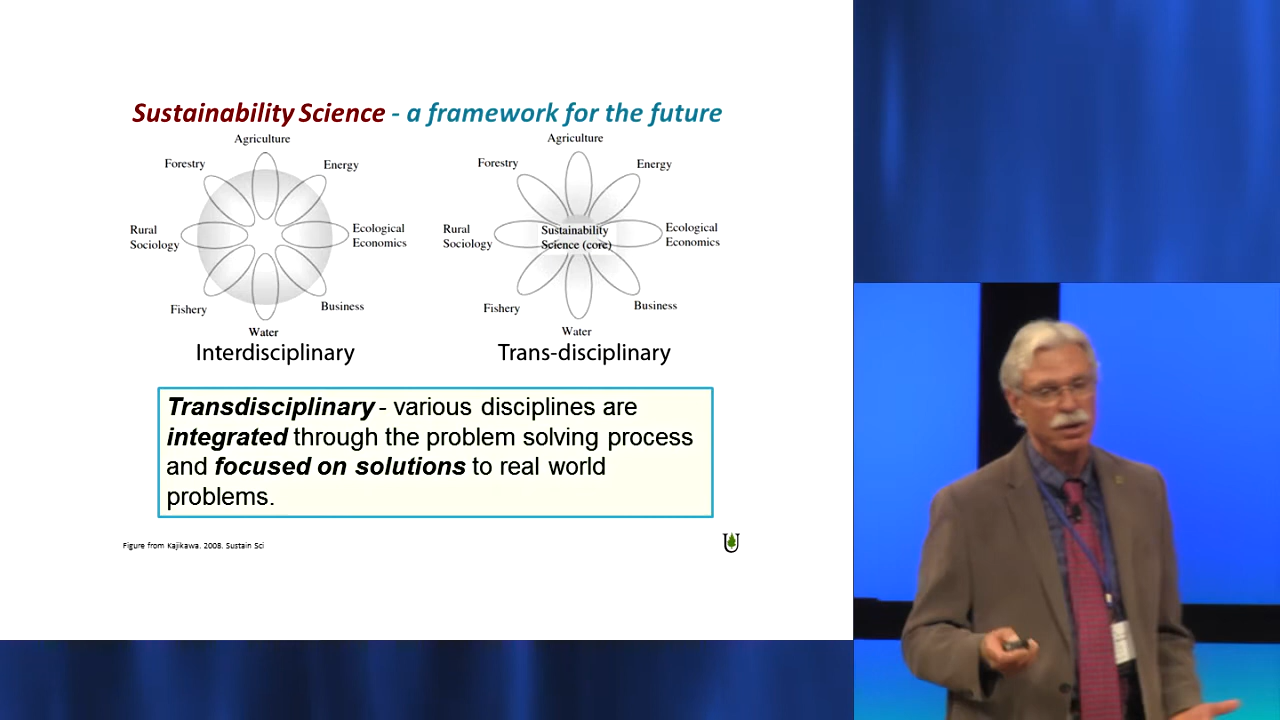 Sustainability Science - a framework for the future
Agriculture
Forestry
Energy
Rural
Sociology
Ecological
Economics
Fishery
Business
Water
Interdisciplinary
Agriculture
Forestry
Energy
Rural
Sociology
Sustainability
Science (core)
Ecological
Economics
Fishery
Business
Water
Trans-disciplinary
Transdisciplinary - various disciplines are
integrated through the problem solving process
and focused on solutions to real world
problems.
Figure from Kajikawa. 2008. Sustain Sci
U